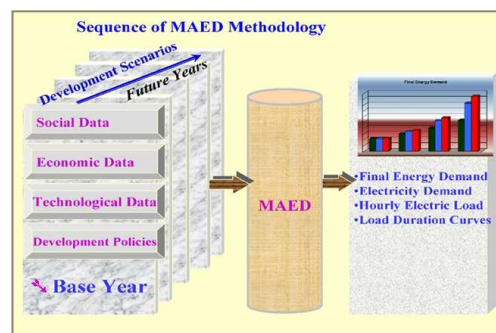 Sequence of MAED Methodology
Development Scenarios
Future Years
Social Data
Economic Data
Technological Data
Development Policies
Base Year
MAED
Final Energy Demand
•Final Energy Demand
•Electricity Demand
•Hourly Electric Load
•Load Duration Curves